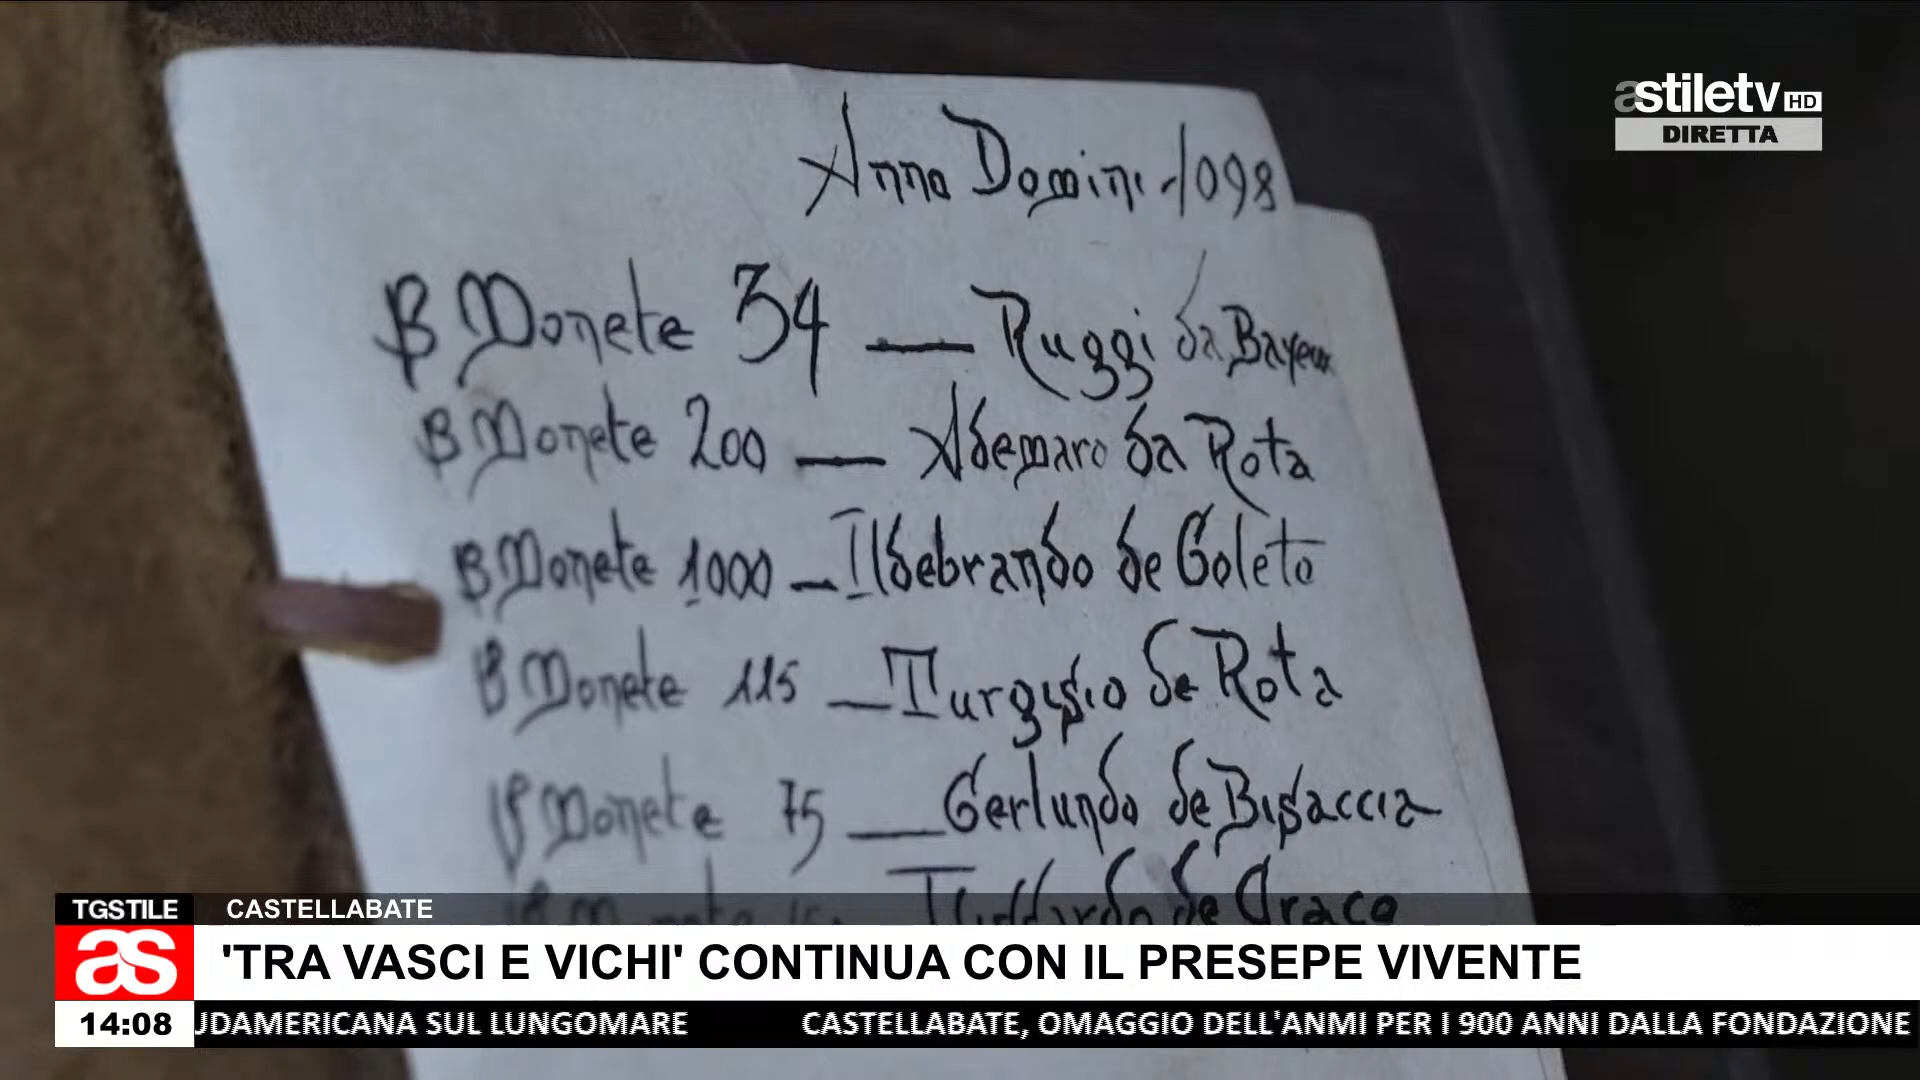 astiletv HD
DIRETTA
Anno Domini 1098
B Monete 34 — Ruggi da Bayeux
B Monete 200 — Ademaro da Rota
B Monete 1000 — Ildebrando de Goleto
B Monete 115 — Turgisio de Rota
B Monete 75 — Gerlundo de Bisaccia
de
TGSTILE CASTELLABATE
as 'TRA VASCI E VICHI' CONTINUA CON IL PRESEPE VIVENTE
14:08 UDAMERICANA SUL LUNGOMARE CASTELLABATE, OMAGGIO DELL'ANMI PER I 900 ANNI DALLA FONDAZIONE